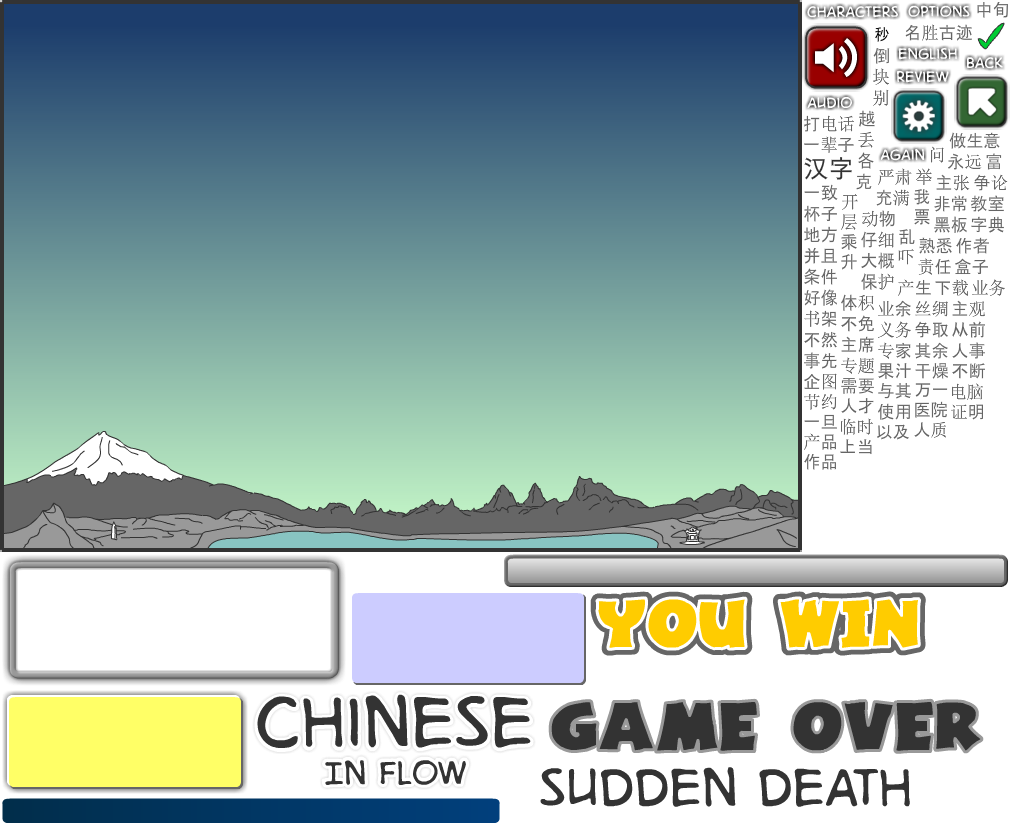 CHARACTERS
OPTIONS
中旬
名胜古迹
秒
倒
块
别
ENGLISH
BACK
REVIEW
AUDIO
打电话
一辈子
汉字
越
丢
各
克
AGAIN
问
做生意
永远
富
严肃
举
主张
争论
充满
我
非常
教室
票
黑板
字典
一致
杯子
地方
并且
条件
好像
书架
不然
事先
企图
节约
一旦
产品
作品
开
层
乘
升
动物
仔细
大概
保护
乱
吓
熟悉
作者
责任
盒子
产生
下载
业务
体积
不免
主席
专题
需要
人才
临时
上当
业余
丝绸
主观
义务
争取
从前
专家
其余
人事
果汁
干燥
不断
与其
万一
电脑
使用
医院
证明
以及
人质
YOU WIN
CHINESE
IN FLOW
GAME OVER
SUDDEN DEATH